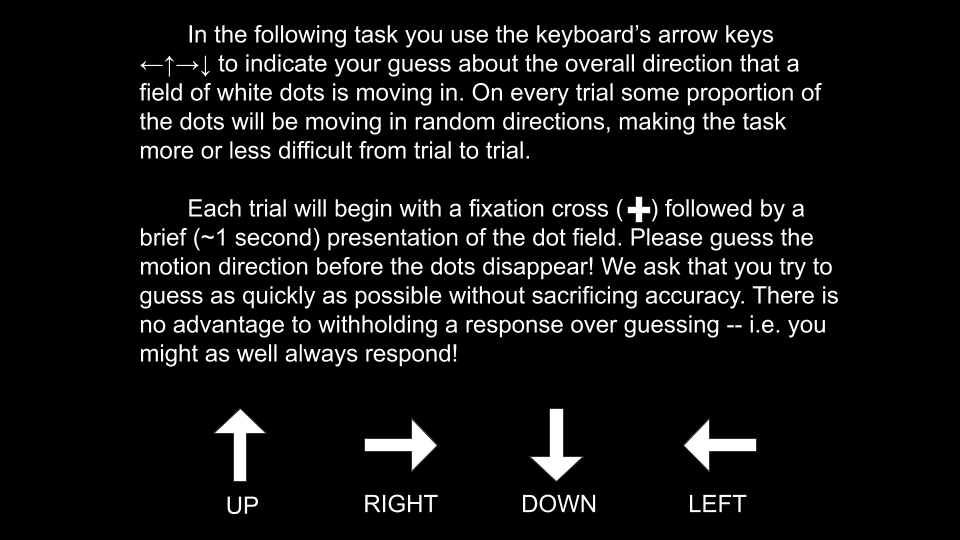 In the following task you use the keyboard’s arrow keys
←↑→↓ to indicate your guess about the overall direction that a
field of white dots is moving in. On every trial some proportion of
the dots will be moving in random directions, making the task
more or less difficult from trial to trial.
Each trial will begin with a fixation cross (✚) followed by a
brief (~1 second) presentation of the dot field. Please guess the
motion direction before the dots disappear! We ask that you try to
guess as quickly as possible without sacrificing accuracy. There is
no advantage to withholding a response over guessing -- i.e. you
might as well always respond!
UP RIGHT DOWN LEFT